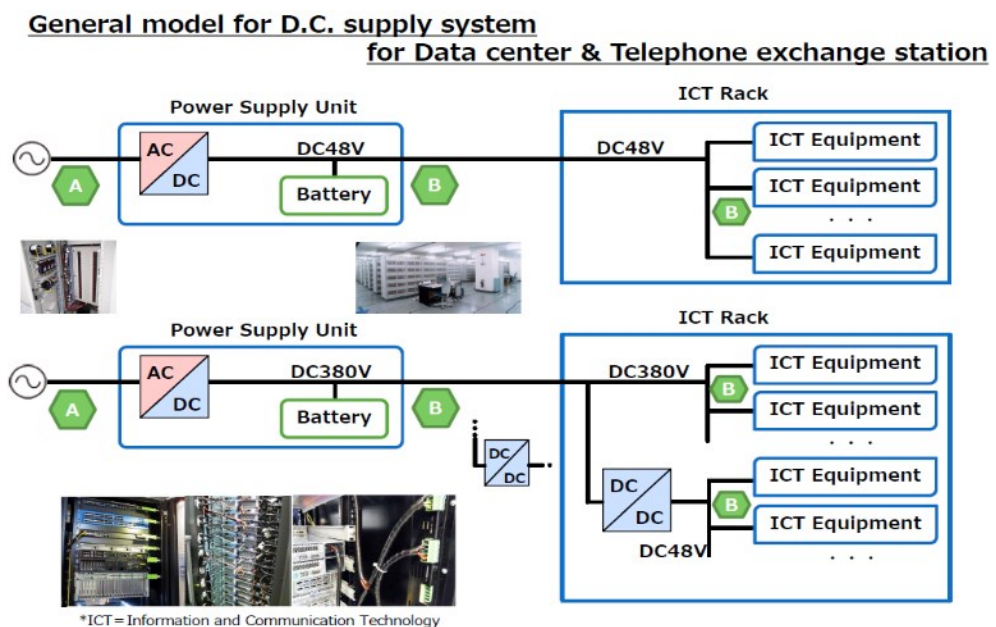 General model for D.C. supply system
for Data center & Telephone exchange station
Power Supply Unit
ICT Rack
AC
DC
DC48V
Battery
A
B
DC48V
ICT Equipment
ICT Equipment
B
. . .
ICT Equipment
Power Supply Unit
ICT Rack
AC
DC
DC380V
Battery
A
B
DC
DC
DC380V
ICT Equipment
B
ICT Equipment
. . .
DC
DC
DC48V
ICT Equipment
B
ICT Equipment
. . .
*ICT=Information and Communication Technology